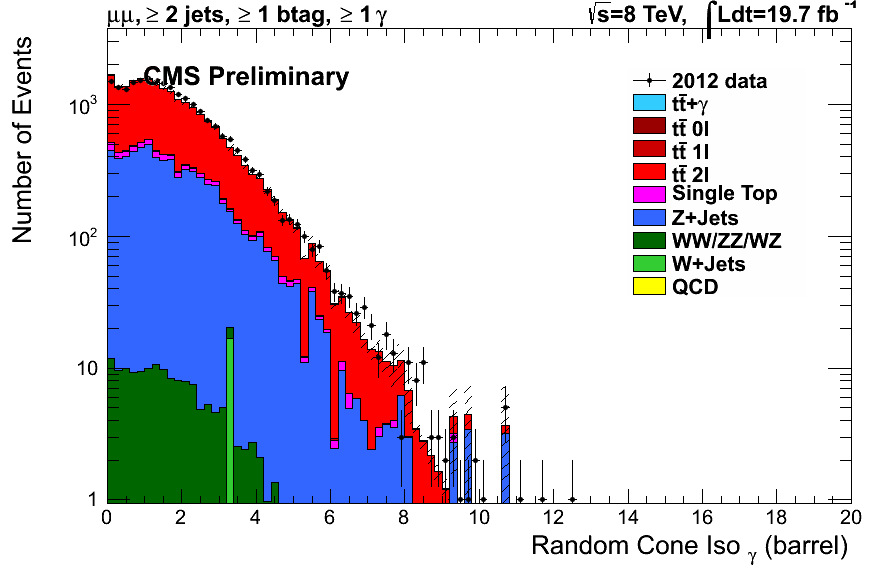 μμ, ≥ 2 jets, ≥ 1 btag, ≥ 1 γ
√s=8 TeV, ∫Ldt=19.7 fb⁻¹
CMS Preliminary
Number of Events
10³
10²
10
1
2012 data
tt̄+γ
tt̄ 0l
tt̄ 1l
tt̄ 2l
Single Top
Z+Jets
WW/ZZ/WZ
W+Jets
QCD
0 2 4 6 8 10 12 14 16 18 20
Random Cone Iso γ (barrel)